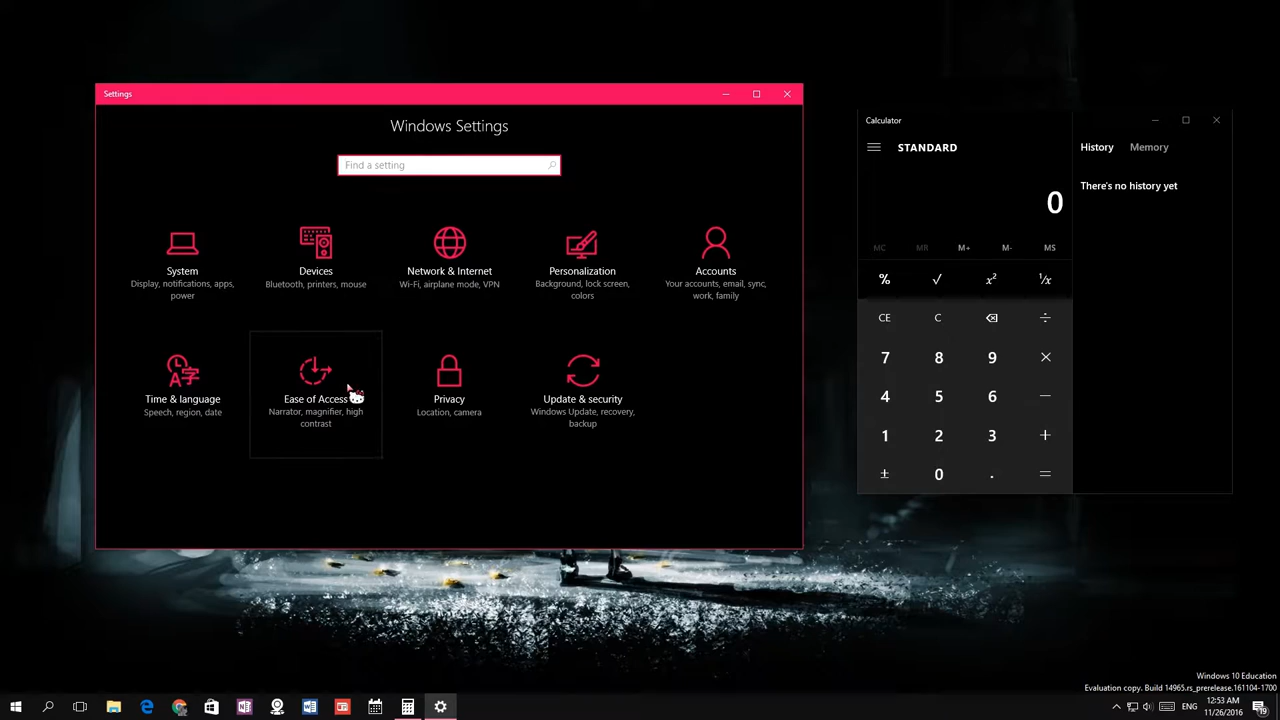 Settings
Windows Settings
Find a setting
System
Display, notifications, apps,
power
Devices
Bluetooth, printers, mouse
Network & Internet
Wi-Fi, airplane mode, VPN
Personalization
Background, lock screen,
colors
Accounts
Your accounts, email, sync,
work, family
Time & language
Speech, region, date
Ease of Access
Narrator, magnifier, high
contrast
Privacy
Location, camera
Update & security
Windows Update, recovery,
backup
Calculator
STANDARD
History Memory
There's no history yet
0
MC MR M+ M- MS
% √ x² ¹/x
CE C ÷
7 8 9 ×
4 5 6 −
1 2 3 +
± 0 . =
Windows 10 Education
Evaluation copy. Build 14965.rs_prerelease.161104-1700
ENG
12:53 AM
11/26/2016
19